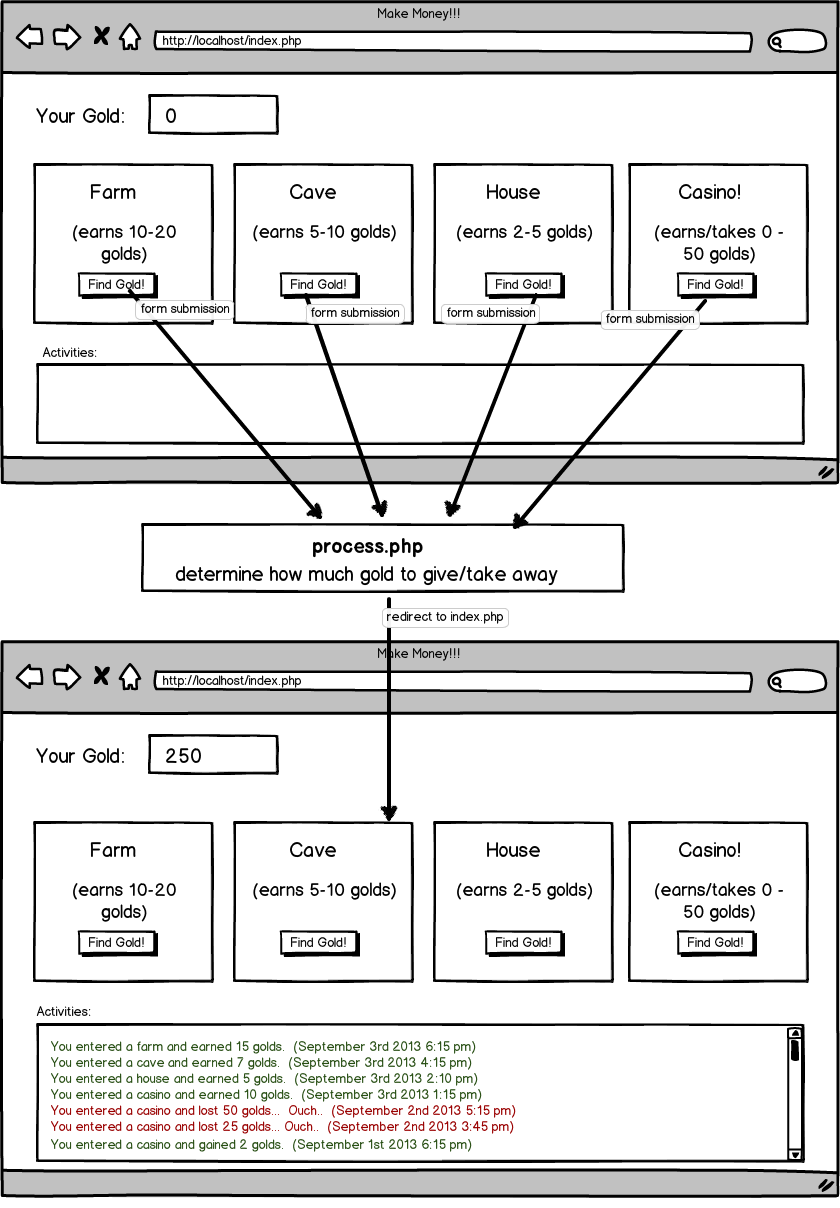 Make Money!!!
http://localhost/index.php
Your Gold:
0
Farm
(earns 10-20
golds)
Find Gold!
form submission
Cave
(earns 5-10 golds)
Find Gold!
form submission
House
(earns 2-5 golds)
Find Gold!
form submission
Casino!
(earns/takes 0 -
50 golds)
Find Gold!
form submission
Activities:
process.php
determine how much gold to give/take away
redirect to index.php
Make Money!!!
http://localhost/index.php
Your Gold:
250
Farm
(earns 10-20
golds)
Find Gold!
Cave
(earns 5-10 golds)
Find Gold!
House
(earns 2-5 golds)
Find Gold!
Casino!
(earns/takes 0 -
50 golds)
Find Gold!
Activities:
You entered a farm and earned 15 golds. (September 3rd 2013 6:15 pm)
You entered a cave and earned 7 golds. (September 3rd 2013 4:15 pm)
You entered a house and earned 5 golds. (September 3rd 2013 2:10 pm)
You entered a casino and earned 10 golds. (September 3rd 2013 1:15 pm)
You entered a casino and lost 50 golds... Ouch.. (September 2nd 2013 5:15 pm)
You entered a casino and lost 25 golds... Ouch.. (September 2nd 2013 3:45 pm)
You entered a casino and gained 2 golds. (September 1st 2013 6:15 pm)